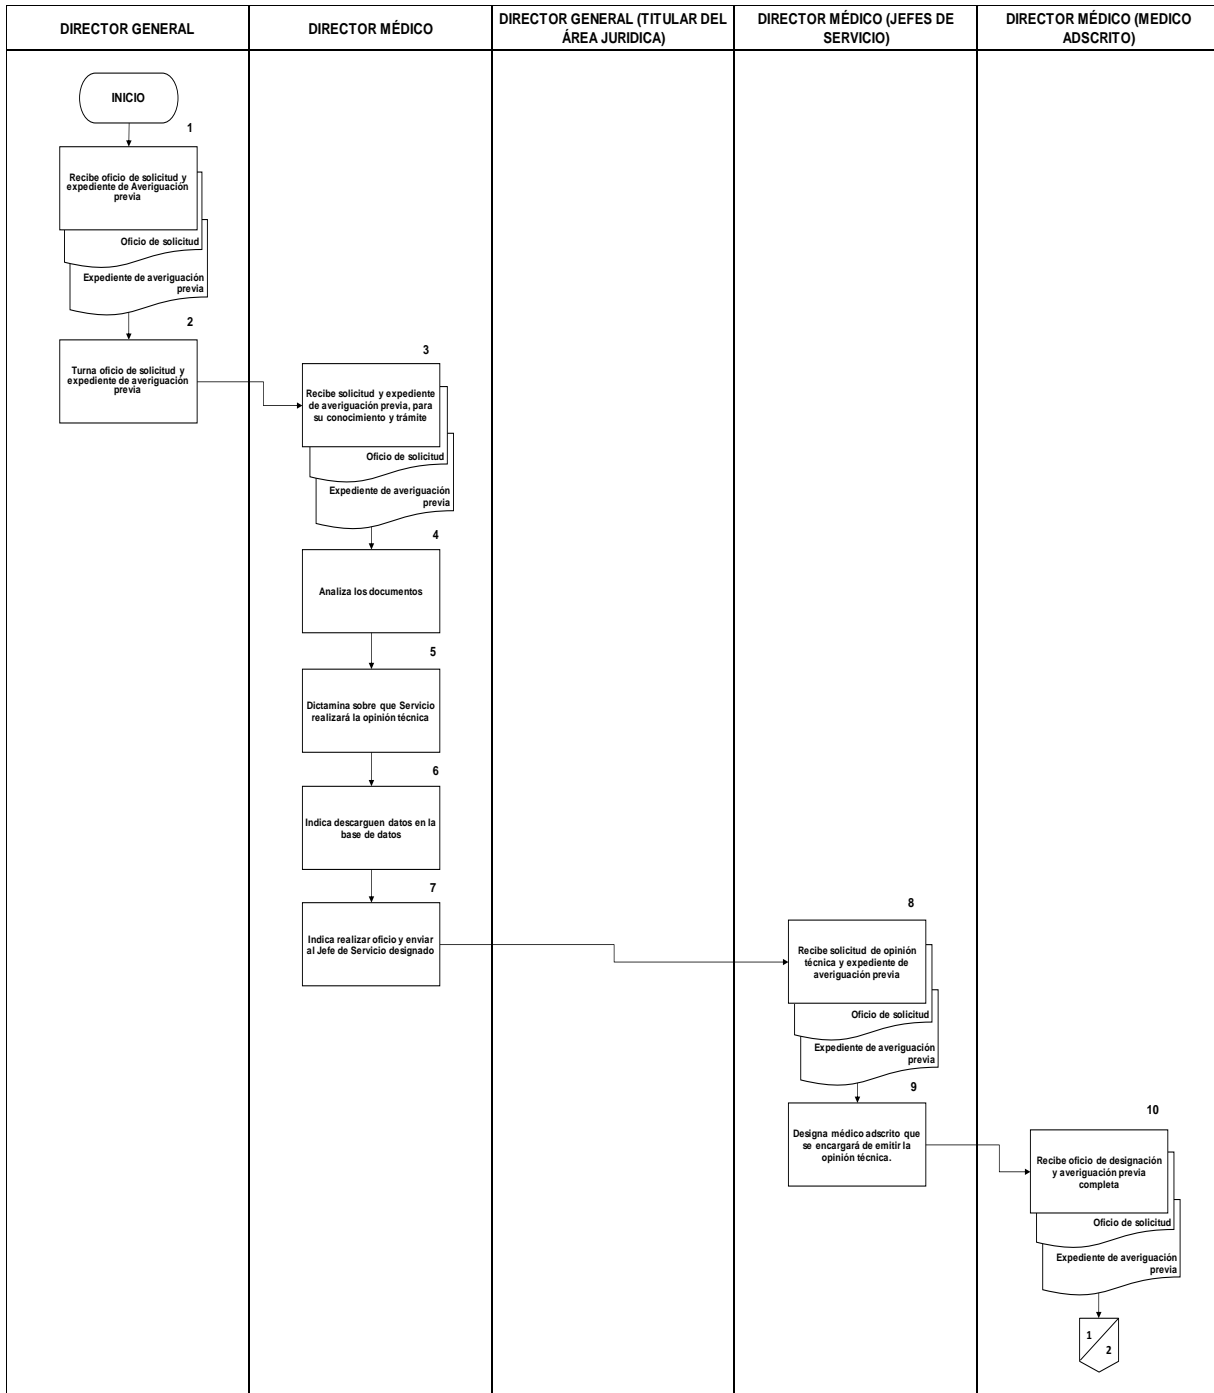 DIRECTOR GENERAL
DIRECTOR MÉDICO
DIRECTOR GENERAL (TITULAR DEL
ÁREA JURIDICA)
DIRECTOR MÉDICO (JEFES DE
SERVICIO)
DIRECTOR MÉDICO (MEDICO
ADSCRITO)
INICIO
1
Recibe oficio de solicitud y
expediente de Averiguación
previa
Oficio de solicitud
Expediente de averiguación
previa
2
Turna oficio de solicitud y
expediente de averiguación
previa
3
Recibe solicitud y expediente
de averiguación previa, para
su conocimiento y trámite
Oficio de solicitud
Expediente de averiguación
previa
4
Analiza los documentos
5
Dictamina sobre que Servicio
realizará la opinión técnica
6
Indica descarguen datos en la
base de datos
7
Indica realizar oficio y enviar
al Jefe de Servicio designado
8
Recibe solicitud de opinión
técnica y expediente de
averiguación previa
Oficio de solicitud
Expediente de averiguación
previa
9
Designa médico adscrito que
se encargará de emitir la
opinión técnica.
10
Recibe oficio de designación
y averiguación previa
completa
Oficio de solicitud
Expediente de averiguación
previa
1
2